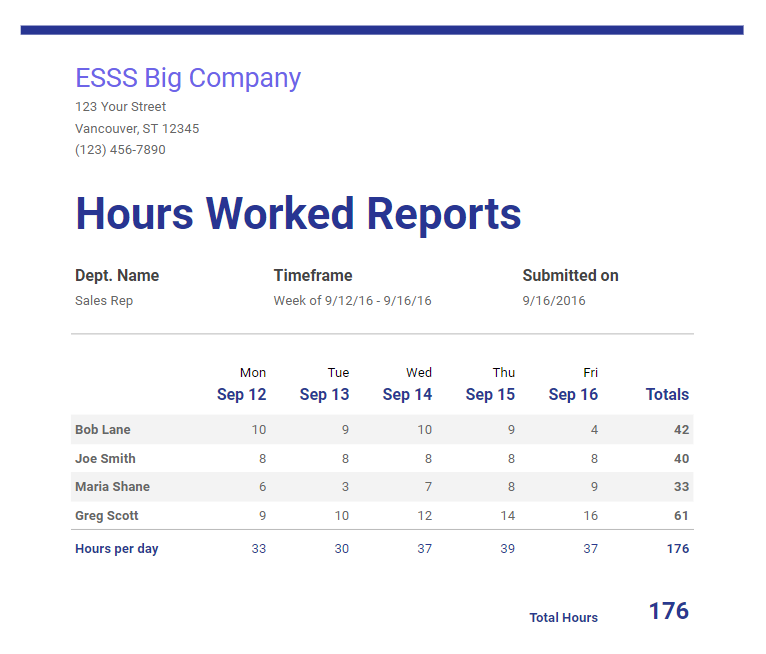 ESSS Big Company
123 Your Street
Vancouver, ST 12345
(123) 456-7890
Hours Worked Reports
Dept. Name Timeframe Submitted on
Sales Rep Week of 9/12/16 - 9/16/16 9/16/2016
Mon Tue Wed Thu Fri
Sep 12 Sep 13 Sep 14 Sep 15 Sep 16 Totals
Bob Lane 10 9 10 9 4 42
Joe Smith 8 8 8 8 8 40
Maria Shane 6 3 7 8 9 33
Greg Scott 9 10 12 14 16 61
Hours per day 33 30 37 39 37 176
Total Hours 176